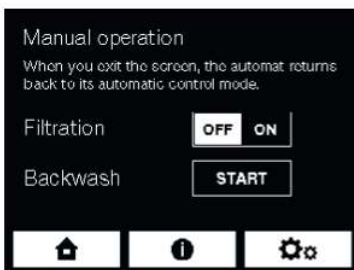 Manual operation
When you exit the screen, the automat returns
back to its automatic control mode.
Filtration OFF ON
Backwash START